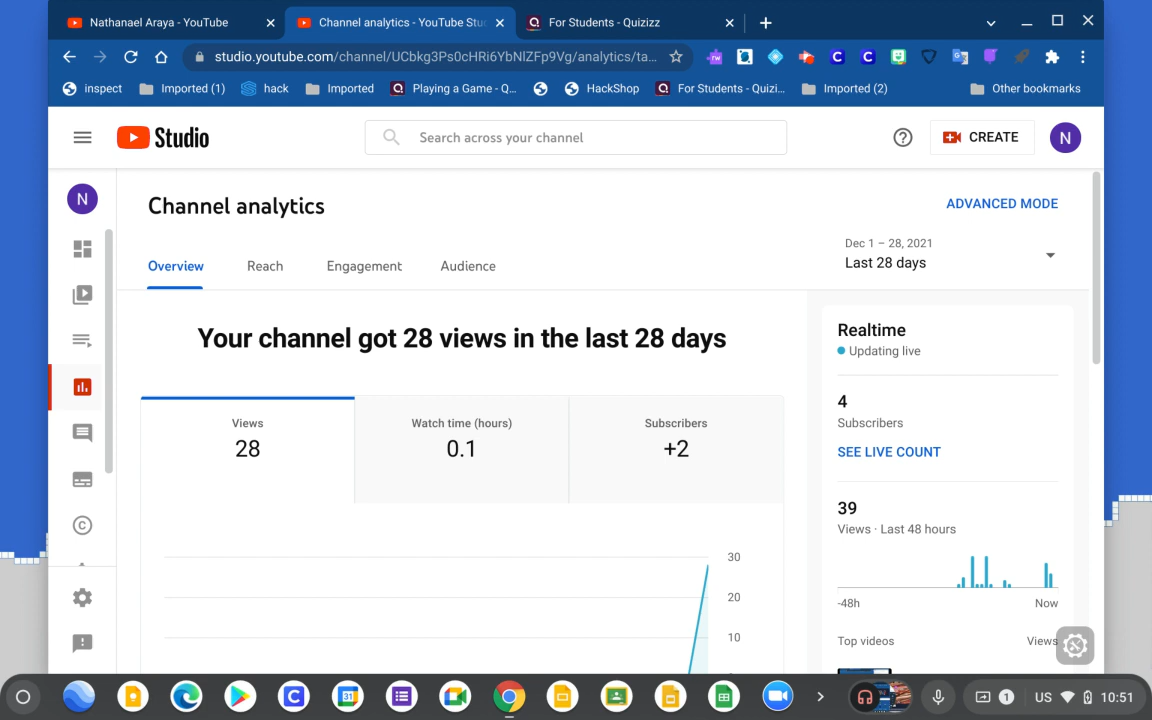 Nathanael Araya - YouTube
Channel analytics - YouTube Stu
For Students - Quizizz
studio.youtube.com/channel/UCbkg3Ps0cHRi6YbNlZFp9Vg/analytics/ta...
inspect
Imported (1)
hack
Imported
Playing a Game - Q...
HackShop
For Students - Quizi...
Imported (2)
Other bookmarks
Studio
Search across your channel
CREATE
N
N
Channel analytics
ADVANCED MODE
Dec 1 – 28, 2021
Last 28 days
Overview
Reach
Engagement
Audience
Your channel got 28 views in the last 28 days
Realtime
Updating live
Views
28
Watch time (hours)
0.1
Subscribers
+2
4
Subscribers
SEE LIVE COUNT
39
Views · Last 48 hours
30
20
10
-48h
Now
Top videos
Views
1
US
10:51